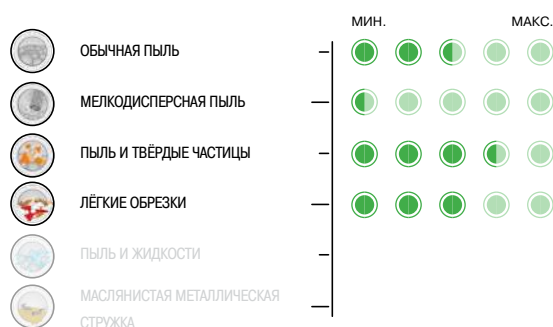 МИН. МАКС.
ОБЫЧНАЯ ПЫЛЬ
МЕЛКОДИСПЕРСНАЯ ПЫЛЬ
ПЫЛЬ И ТВЁРДЫЕ ЧАСТИЦЫ
ЛЁГКИЕ ОБРЕЗКИ
ПЫЛЬ И ЖИДКОСТИ
МАСЛЯНИСТАЯ МЕТАЛЛИЧЕСКАЯ
СТРУЖКА